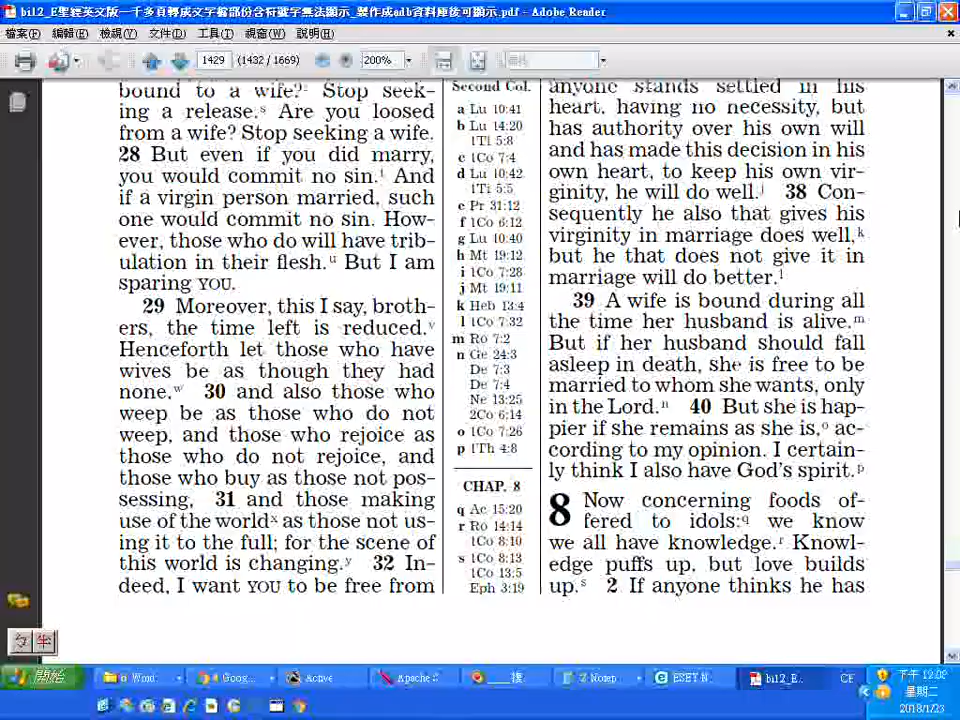 bi12_E聖經英文版—千多頁轉成文字檔部份含符號字無法顯示_製作成mdb資料庫後可顯示.pdf - Adobe Reader
檔案(F) 編輯(E) 檢視(V) 文件(D) 工具(T) 視窗(W) 說明(H)
1429 (1432 / 1669) 200% 尋找
bound to a wife?r Stop seek-
ing a release.s Are you loosed
from a wife? Stop seeking a wife.
28 But even if you did marry,
you would commit no sin.t And
if a virgin person married, such
one would commit no sin. How-
ever, those who do will have trib-
ulation in their flesh.u But I am
sparing YOU.
29 Moreover, this I say, broth-
ers, the time left is reduced.v
Henceforth let those who have
wives be as though they had
none,w 30 and also those who
weep be as those who do not
weep, and those who rejoice as
those who do not rejoice, and
those who buy as those not pos-
sessing, 31 and those making
use of the worldx as those not us-
ing it to the full; for the scene of
this world is changing.y 32 In-
deed, I want YOU to be free from
Second Col.
a Lu 10:41
b Lu 14:20
1Ti 5:8
c 1Co 7:4
d Lu 10:42
1Ti 5:5
e Pr 31:12
f 1Co 6:12
g Lu 10:40
h Mt 19:12
i 1Co 7:28
j Mt 19:11
k Heb 13:4
l 1Co 7:32
m Ro 7:2
n Ge 24:3
De 7:3
De 7:4
Ne 13:25
2Co 6:14
o 1Co 7:26
p 1Th 4:8
CHAP. 8
q Ac 15:20
r Ro 14:14
1Co 8:10
s 1Co 8:13
1Co 13:5
Eph 3:19
anyone stands settled in his
heart, having no necessity, but
has authority over his own will
and has made this decision in his
own heart, to keep his own vir-
ginity, he will do well.j 38 Con-
sequently he also that gives his
virginity in marriage does well,k
but he that does not give it in
marriage will do better.l
39 A wife is bound during all
the time her husband is alive.m
But if her husband should fall
asleep in death, she is free to be
married to whom she wants, only
in the Lord.n 40 But she is hap-
pier if she remains as she is,o ac-
cording to my opinion. I certain-
ly think I also have God's spirit.p
8 Now concerning foods of-
fered to idols:q we know
we all have knowledge.r Knowl-
edge puffs up, but love builds
up.s 2 If anyone thinks he has
ㄅ 半
開始 6 Wind... Goog... Active Apache S 7 Notep... ESET N... bi12_E... CH
下午 12:02
星期二
2018/1/23